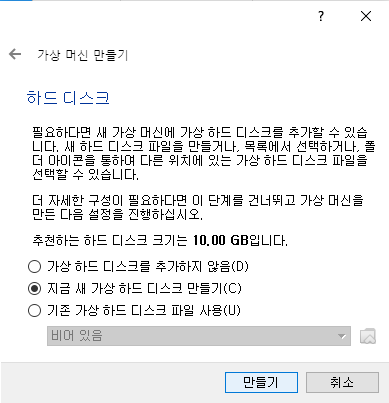 ?
가상 머신 만들기
하드 디스크
필요하다면 새 가상 머신에 가상 하드 디스크를 추가할 수 있습
니다. 새 하드 디스크 파일을 만들거나, 목록에서 선택하거나, 폴
더 아이콘을 통하여 다른 위치에 있는 가상 하드 디스크 파일을
선택할 수 있습니다.
더 자세한 구성이 필요하다면 이 단계를 건너뛰고 가상 머신을
만든 다음 설정을 진행하십시오.
추천하는 하드 디스크 크기는 10.00 GB입니다.
가상 하드 디스크를 추가하지 않음(D)
지금 새 가상 하드 디스크 만들기(C)
기존 가상 하드 디스크 파일 사용(U)
비어 있음
만들기 취소